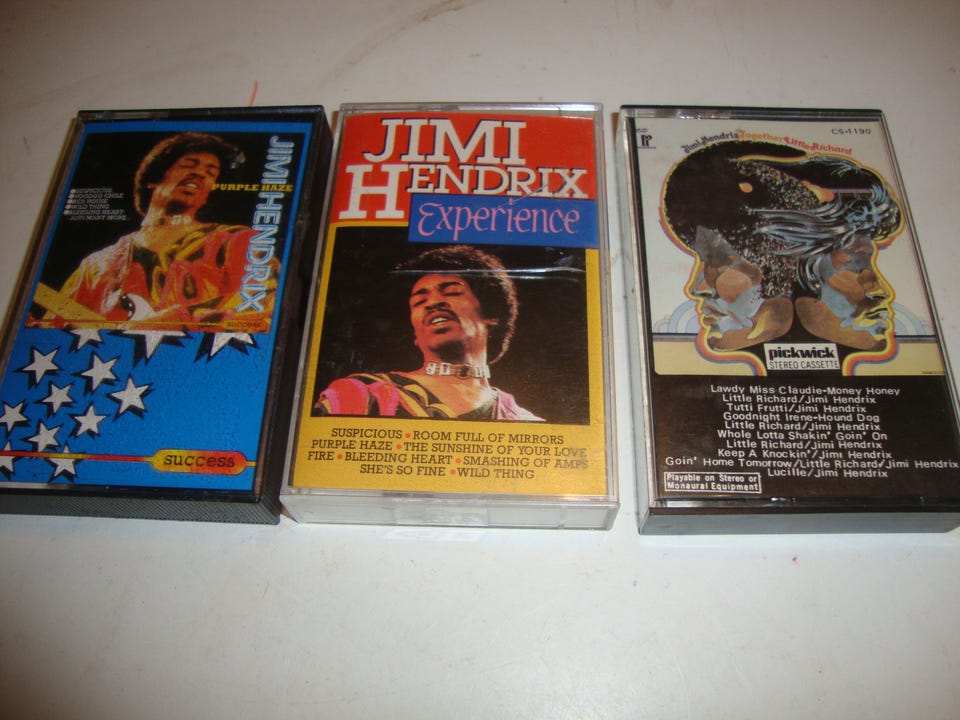 JIMI HENDRIX
PURPLE HAZE
SUSPICIOUS
VOODOO CHILE
RED HOUSE
WILD THING
BLEEDING HEART
AND MANY MORE...
success
success
JIMI
HENDRIX
Experience
SUSPICIOUS • ROOM FULL OF MIRRORS
PURPLE HAZE • THE SUNSHINE OF YOUR LOVE
FIRE • BLEEDING HEART • SMASHING OF AMPS
SHE'S SO FINE • WILD THING
CS-1190
Jimi Hendrix Together Little Richard
pickwick
STEREO CASSETTE
Lawdy Miss Claudie-Money Honey
Little Richard/Jimi Hendrix
Tutti Frutti/Jimi Hendrix
Goodnight Irene-Hound Dog
Little Richard/Jimi Hendrix
Whole Lotta Shakin' Goin' On
Little Richard/Jimi Hendrix
Keep A Knockin'/Jimi Hendrix
Goin' Home Tomorrow/Little Richard/Jimi Hendrix
Lucille/Jimi Hendrix
Playable on Stereo or
Monaural Equipment